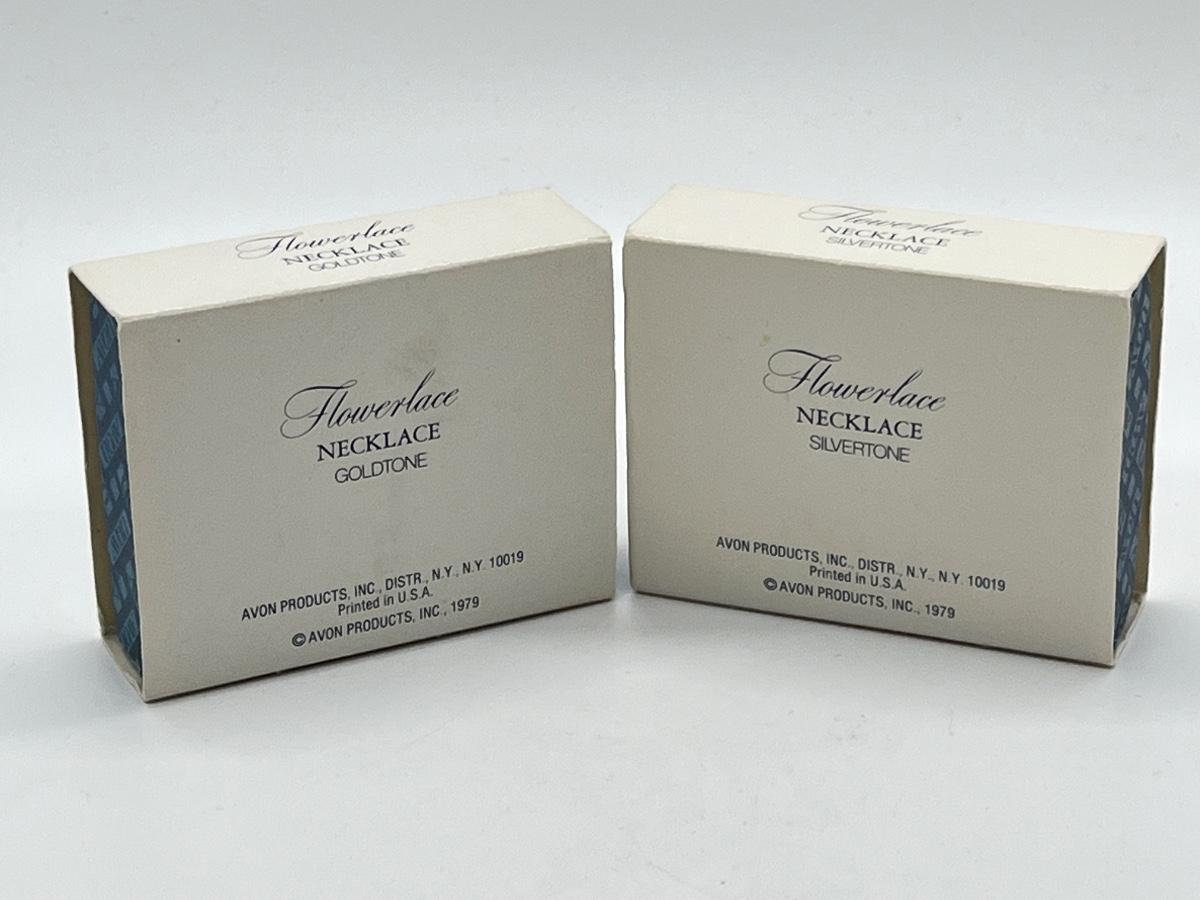 Flowerlace
NECKLACE
GOLDTONE
Flowerlace
NECKLACE
GOLDTONE
AVON PRODUCTS, INC., DISTR., N.Y., N.Y. 10019
Printed in U.S.A.
© AVON PRODUCTS, INC., 1979
Flowerlace
NECKLACE
SILVERTONE
Flowerlace
NECKLACE
SILVERTONE
AVON PRODUCTS, INC., DISTR., N.Y., N.Y. 10019
Printed in U.S.A.
© AVON PRODUCTS, INC., 1979